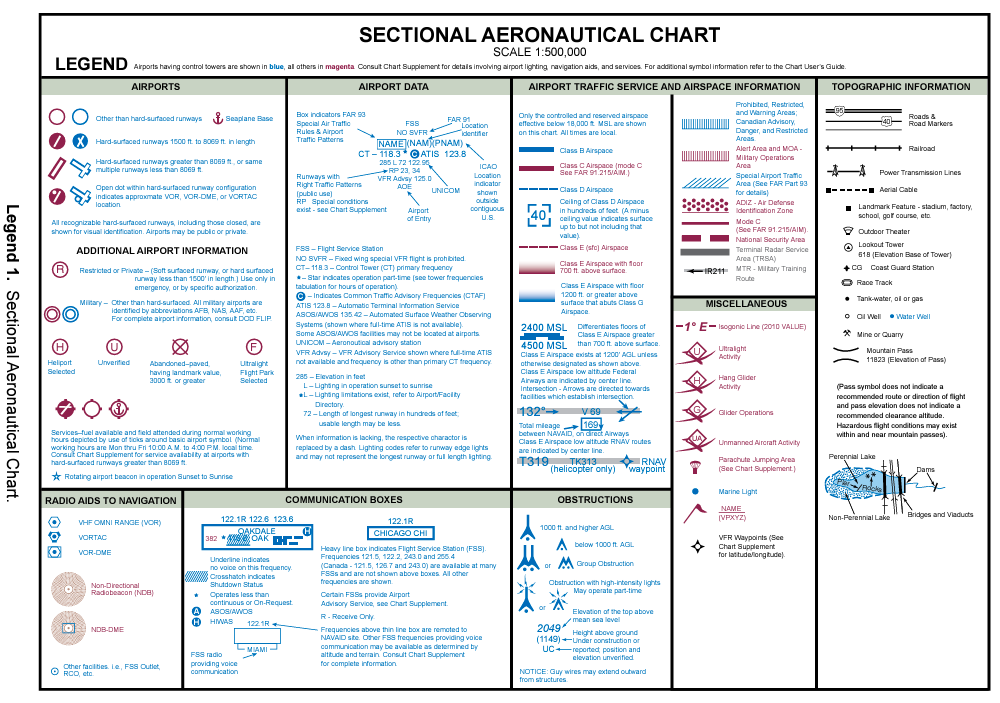 SECTIONAL AERONAUTICAL CHART
SCALE 1:500,000
LEGEND Airports having control towers are shown in blue, all others in magenta. Consult Chart Supplement for details involving airport lighting, navigation aids, and services. For additional symbol information refer to the Chart User's Guide.
Legend 1. Sectional Aeronautical Chart.
AIRPORTS
Other than hard-surfaced runways
Seaplane Base
Hard-surfaced runways 1500 ft. to 8069 ft. in length
Hard-surfaced runways greater than 8069 ft., or same
multiple runways less than 8069 ft.
Open dot within hard-surfaced runway configuration
indicates approximate VOR, VOR-DME, or VORTAC
location.
All recognizable hard-surfaced runways, including those closed, are
shown for visual identification. Airports may be public or private.
ADDITIONAL AIRPORT INFORMATION
R
Restricted or Private – (Soft surfaced runway, or hard surfaced
runway less than 1500' in length.) Use only in
emergency, or by specific authorization.
Military – Other than hard-surfaced. All military airports are
identified by abbreviations AFB, NAS, AAF, etc.
For complete airport information, consult DOD FLIP.
H
U
F
Heliport
Selected
Unverified
Abandoned–paved,
having landmark value,
3000 ft. or greater
Ultralight
Flight Park
Selected
Services–fuel available and field attended during normal working
hours depicted by use of ticks around basic airport symbol. (Normal
working hours are Mon thru Fri 10:00 A.M. to 4:00 P.M. local time.
Consult Chart Supplement for service availability at airports with
hard-surfaced runways greater than 8069 ft.
Rotating airport beacon in operation Sunset to Sunrise
AIRPORT DATA
Box indicators FAR 93
Special Air Traffic
Rules & Airport
Traffic Patterns
FSS
NO SVFR
FAR 91
Location
identifier
NAME (NAM)(PNAM)
CT – 118.3 * C ATIS 123.8
285 L 72 122.95
RP 23, 34
VFR Advsy 125.0
AOE
Runways with
Right Traffic Patterns
(public use)
RP Special conditions
exist - see Chart Supplement
Airport
of Entry
UNICOM
ICAO
Location
indicator
shown
outside
contiguous
U.S.
FSS – Flight Service Station
NO SVFR – Fixed wing special VFR flight is prohibited.
CT– 118.3 – Control Tower (CT) primary frequency
★– Star indicates operation part-time (see tower frequencies
tabulation for hours of operation).
C – Indicates Common Traffic Advisory Frequencies (CTAF)
ATIS 123.8 – Automatic Terminal Information Service
ASOS/AWOS 135.42 – Automated Surface Weather Observing
Systems (shown where full-time ATIS is not available).
Some ASOS/AWOS facilities may not be located at airports.
UNICOM – Aeronautical advisory station
VFR Advsy – VFR Advisory Service shown where full-time ATIS
not available and frequency is other than primary CT frequency
285 – Elevation in feet
L – Lighting in operation sunset to sunrise
★L – Lighting limitations exist, refer to Airport/Facility
Directory.
72 – Length of longest runway in hundreds of feet;
usable length may be less.
When information is lacking, the respective charactor is
replaced by a dash. Lighting codes refer to runway edge lights
and may not represent the longest runway or full length lighting.
AIRPORT TRAFFIC SERVICE AND AIRSPACE INFORMATION
Only the controlled and reserved airspace
effective below 18,000 ft. MSL are shown
on this chart. All times are local.
Class B Airspace
Class C Airspace (mode C
See FAR 91.215/AIM.)
Class D Airspace
40
Ceiling of Class D Airspace
in hundreds of feet. (A minus
ceiling value indicates surface
up to but not including that
value).
Class E (sfc) Airspace
Class E Airspace with floor
700 ft. above surface.
Class E Airspace with floor
1200 ft. or greater above
surface that abuts Class G
Airspace.
2400 MSL
4500 MSL
Differentiates floors of
Class E Airspace greater
than 700 ft. above surface.
Class E Airspace exists at 1200' AGL unless
otherwise designated as shown above.
Class E Airspace low altitude Federal
Airways are indicated by center line.
Intersection - Arrows are directed towards
facilities which establish intersection.
132°
V 69
169
Total mileage
between NAVAID, on direct Airways
Class E Airspace low altitude RNAV routes
are indicated by center line.
T319
TK313
(helicopter only)
RNAV
waypoint
Prohibited, Restricted,
and Warning Areas;
Canadian Advisory,
Danger, and Restricted
Areas
Alert Area and MOA -
Military Operations
Area
Special Airport Traffic
Area (See FAR Part 93
for details)
ADIZ - Air Defense
Identification Zone
Mode C
(See FAR 91.215/AIM).
National Security Area
Terminal Radar Service
Area (TRSA)
IR211
MTR - Military Training
Route
MISCELLANEOUS
1° E
Isogonic Line (2010 VALUE)
U
Ultralight
Activity
H
Hang Glider
Activity
G
Glider Operations
UA
Unmanned Aircraft Activity
Parachute Jumping Area
(See Chart Supplement.)
Marine Light
NAME
(VPXYZ)
VFR Waypoints (See
Chart Supplement
for latitude/longitude).
TOPOGRAPHIC INFORMATION
95
40
Roads &
Road Markers
Railroad
Power Transmission Lines
Aerial Cable
Landmark Feature - stadium, factory,
school, golf course, etc.
Outdoor Theater
Lookout Tower
618 (Elevation Base of Tower)
CG Coast Guard Station
Race Track
Tank-water, oil or gas
Oil Well
Water Well
Mine or Quarry
Mountain Pass
11823 (Elevation of Pass)
(Pass symbol does not indicate a
recommended route or direction of flight
and pass elevation does not indicate a
recommended clearance altitude.
Hazardous flight conditions may exist
within and near mountain passes).
Perennial Lake
Rocks
Dams
Non-Perennial Lake
Bridges and Viaducts
RADIO AIDS TO NAVIGATION
VHF OMNI RANGE (VOR)
VORTAC
VOR-DME
Non-Directional
Radiobeacon (NDB)
NDB-DME
Other facilities. i.e., FSS Outlet,
RCO, etc.
COMMUNICATION BOXES
122.1R 122.6 123.6
OAKDALE
H
382 * OAK
122.1R
CHICAGO CHI
Underline indicates
no voice on this frequency.
Crosshatch indicates
Shutdown Status
Operates less than
continuous or On-Request.
A ASOS/AWOS
H HIWAS
122.1R
MIAMI
FSS radio
providing voice
communication
Heavy line box indicates Flight Service Station (FSS).
Frequencies 121.5, 122.2, 243.0 and 255.4
(Canada - 121.5, 126.7 and 243.0) are available at many
FSSs and are not shown above boxes. All other
frequencies are shown.
Certain FSSs provide Airport
Advisory Service, see Chart Supplement.
R - Receive Only.
Frequencies above thin line box are remoted to
NAVAID site. Other FSS frequencies providing voice
communication may be available as determined by
altitude and terrain. Consult Chart Supplement
for complete information.
OBSTRUCTIONS
1000 ft. and higher AGL
below 1000 ft. AGL
or
Group Obstruction
Obstruction with high-intensity lights
May operate part-time
or
2049
(1149)
UC
Elevation of the top above
mean sea level
Height above ground
Under construction or
reported; position and
elevation unverified
NOTICE: Guy wires may extend outward
from structures.